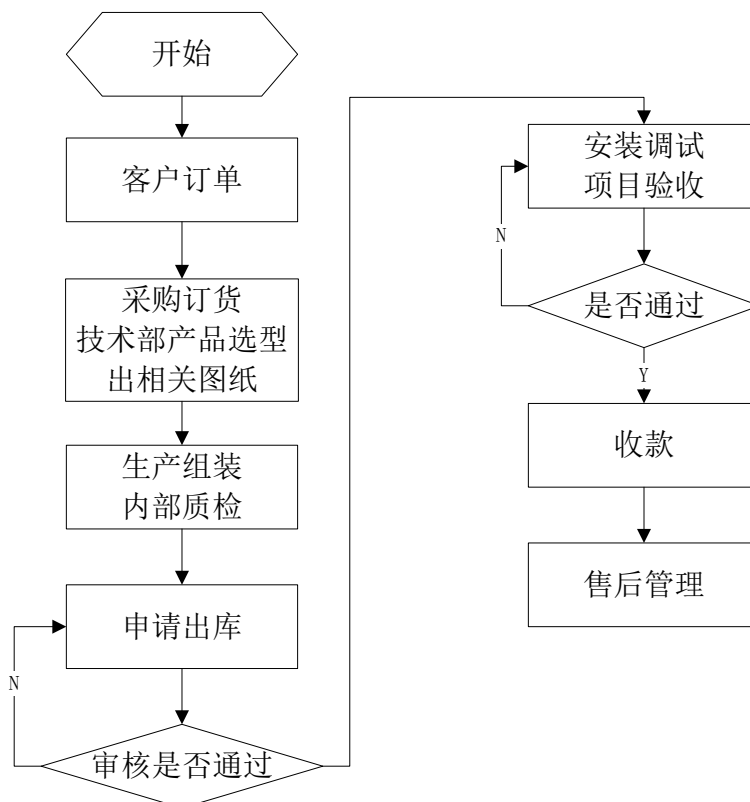 开始
客户订单
采购订货
技术部产品选型
出相关图纸
生产组装
内部质检
申请出库
N
审核是否通过
安装调试
项目验收
N
是否通过
Y
收款
售后管理